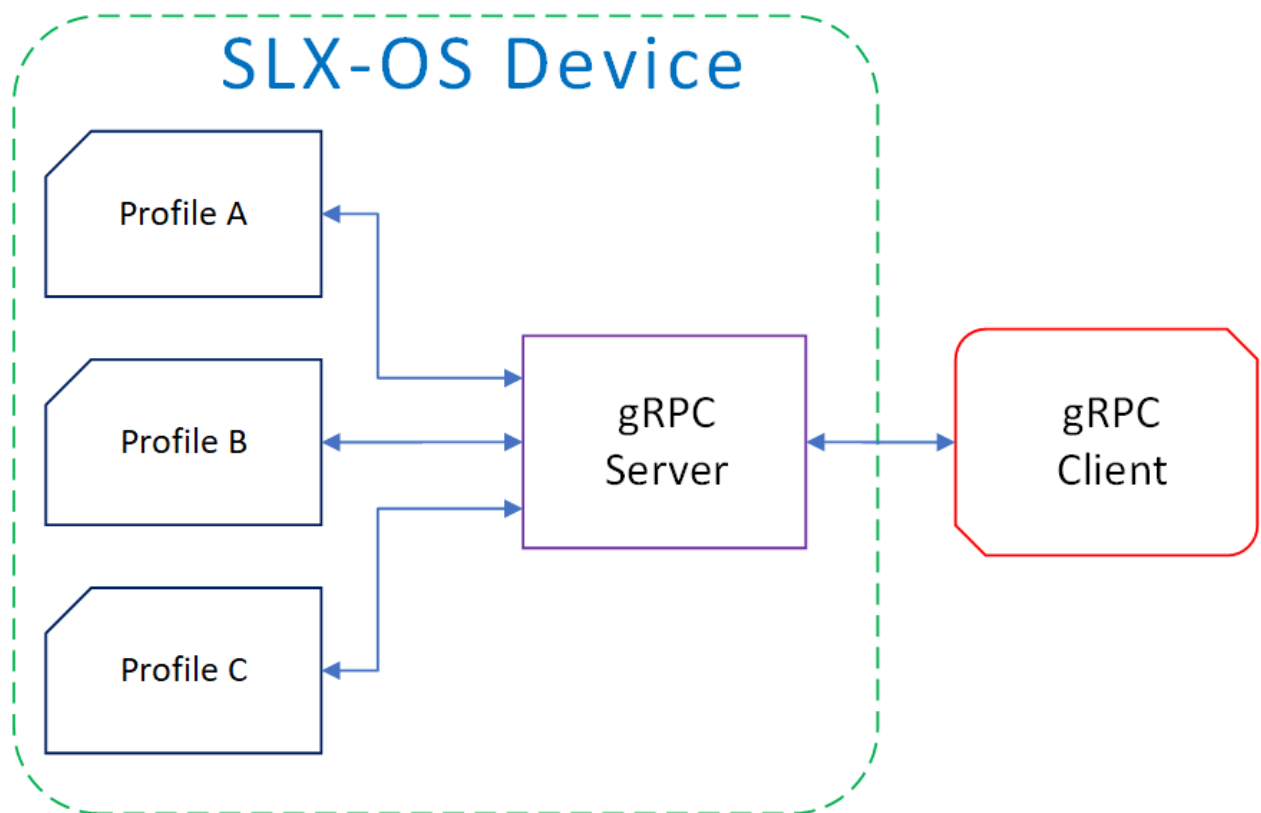 SLX-OS Device
Profile A
Profile B
Profile C
gRPC
Server
gRPC
Client